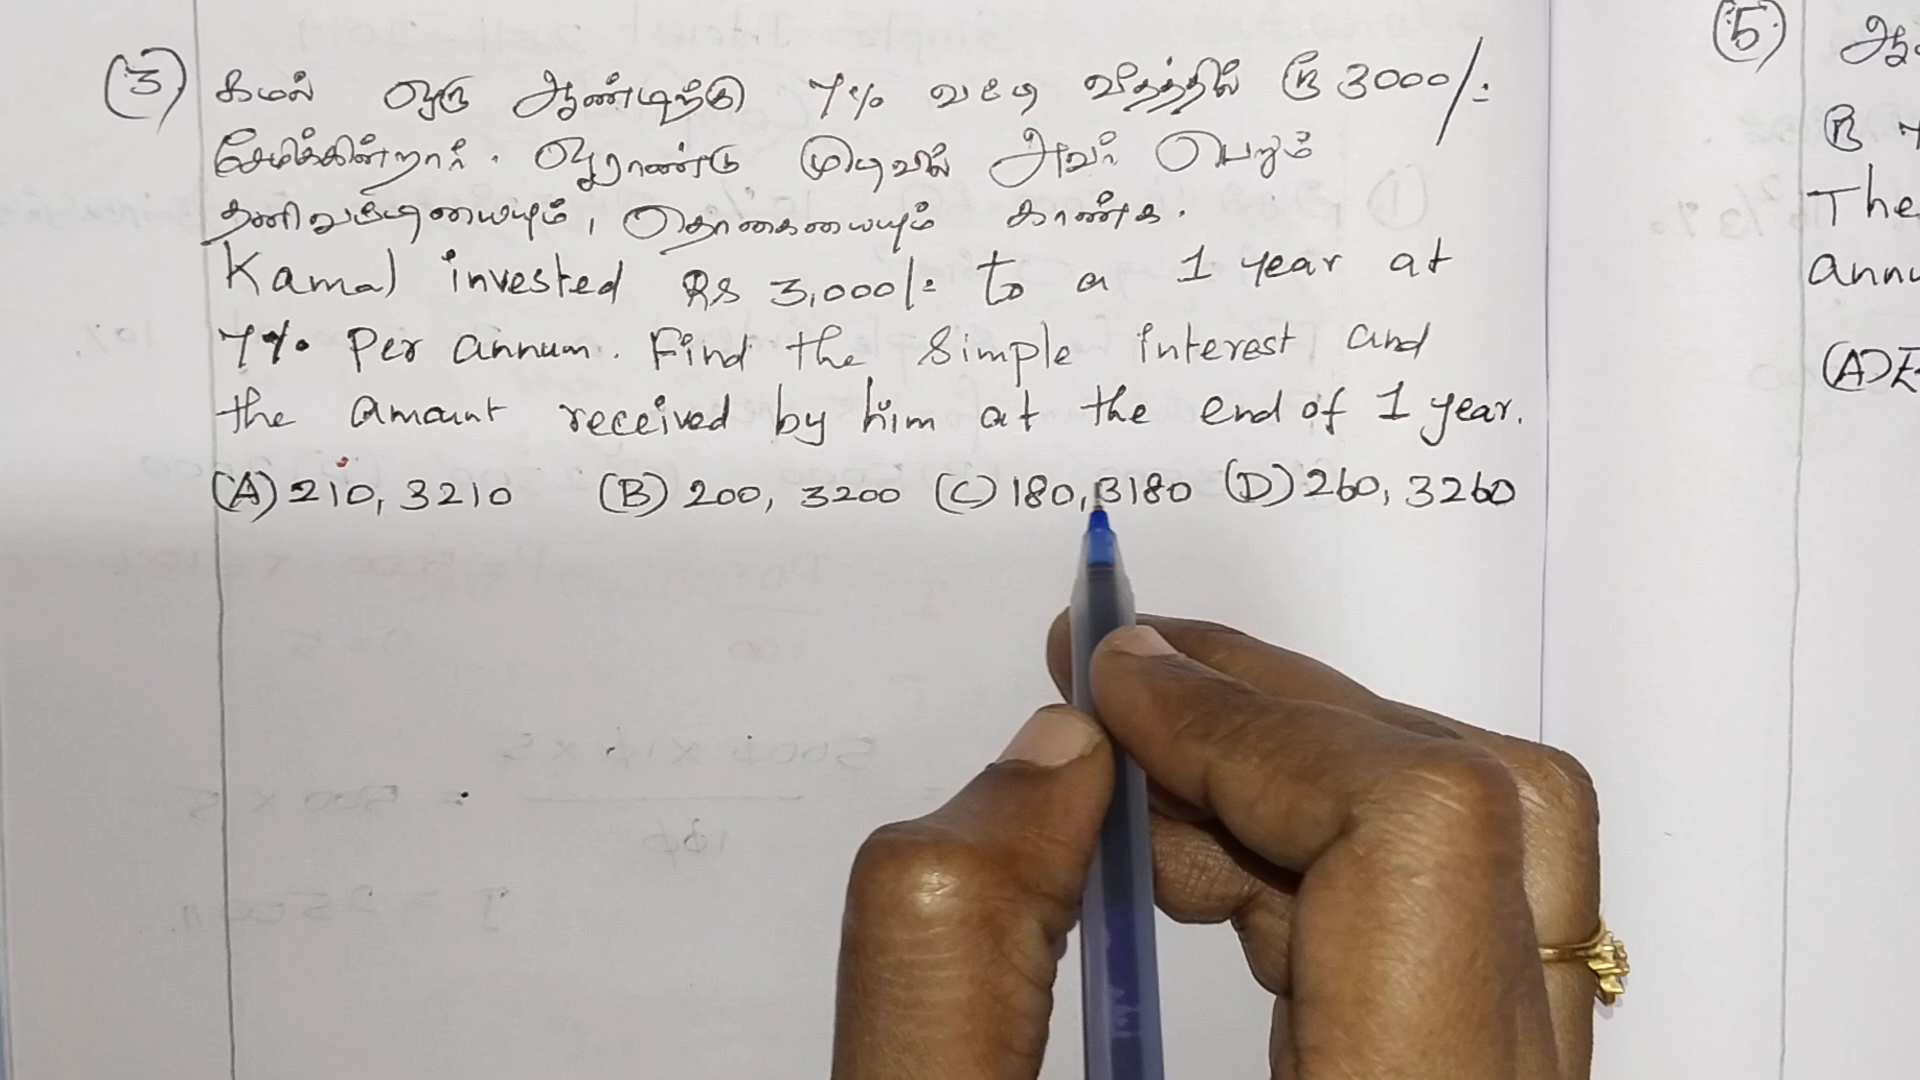 (3) கமல் ஒரு ஆண்டிற்கு 7% வட்டி வீதத்தில் ரூ 3000/-
சேமிக்கின்றார். ஓராண்டு முடிவில் அவர் பெறும்
தனிவட்டியையும், தொகையையும் காண்க.
Kamal invested Rs 3,000/- to a 1 year at
7% Per annum. Find the Simple interest and
the amount received by him at the end of 1 year.
(A) 210, 3210 (B) 200, 3200 (C) 180, 3180 (D) 260, 3260
(5)
ரூ
The
annu
(A)